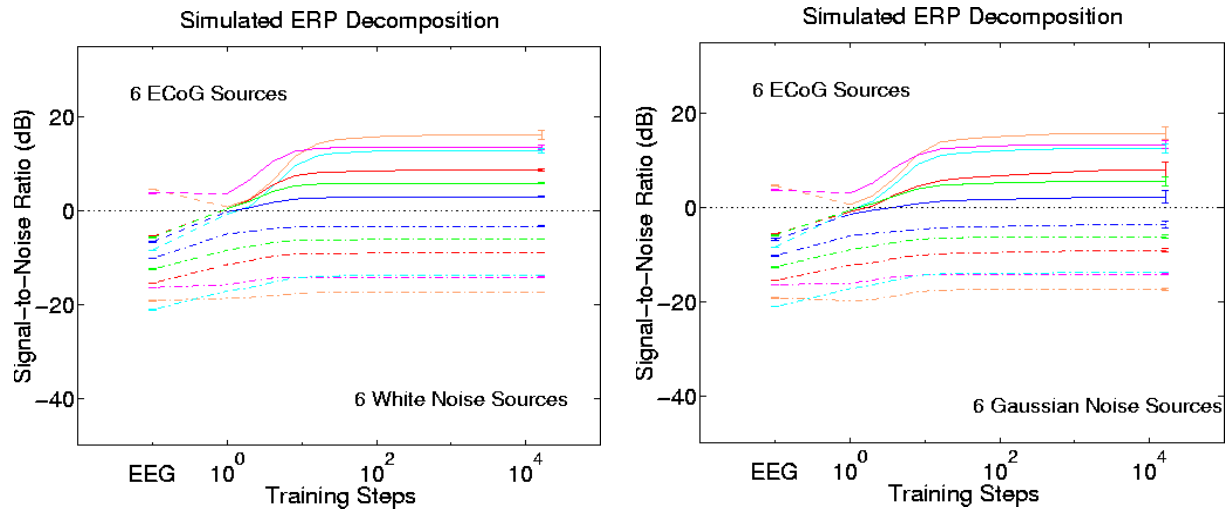 Simulated ERP Decomposition
Signal-to-Noise Ratio (dB)
20
0
-20
-40
6 ECoG Sources
6 White Noise Sources
EEG
10^0
10^2
10^4
Training Steps
Simulated ERP Decomposition
Signal-to-Noise Ratio (dB)
20
0
-20
-40
6 ECoG Sources
6 Gaussian Noise Sources
EEG
10^0
10^2
10^4
Training Steps